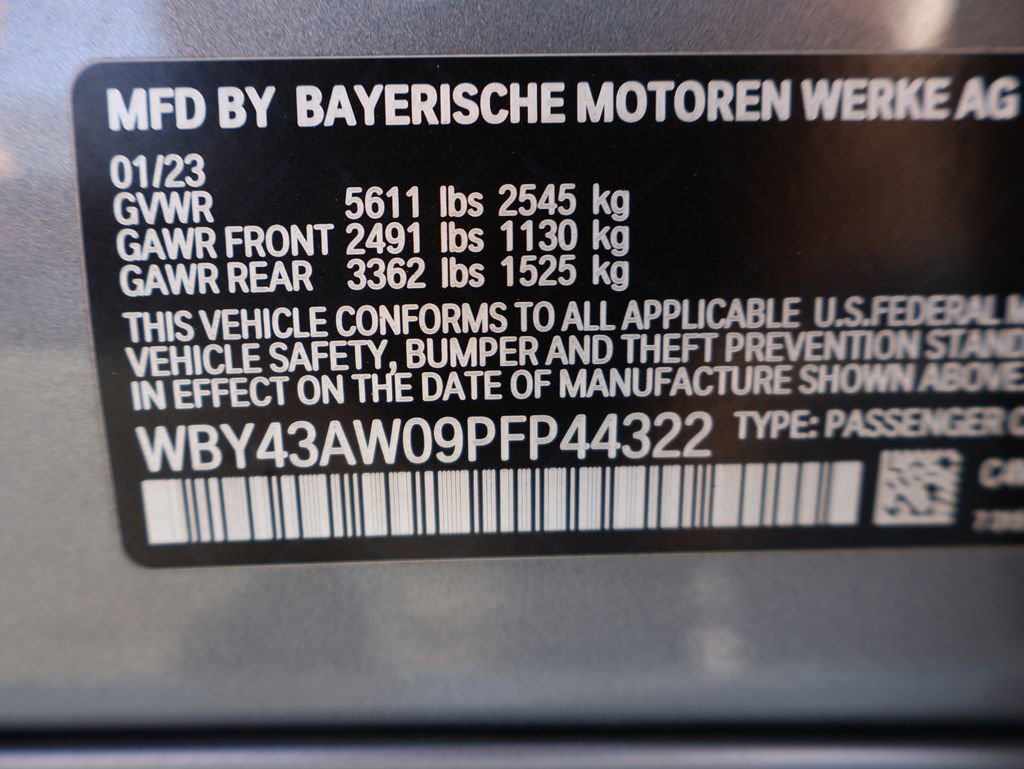 MFD BY BAYERISCHE MOTOREN WERKE AG
01/23
GVWR 5611 lbs 2545 kg
GAWR FRONT 2491 lbs 1130 kg
GAWR REAR 3362 lbs 1525 kg
THIS VEHICLE CONFORMS TO ALL APPLICABLE U.S.FEDERAL M
VEHICLE SAFETY, BUMPER AND THEFT PREVENTION STAND
IN EFFECT ON THE DATE OF MANUFACTURE SHOWN ABOVE.
WBY43AW09PFP44322 TYPE: PASSENGER C